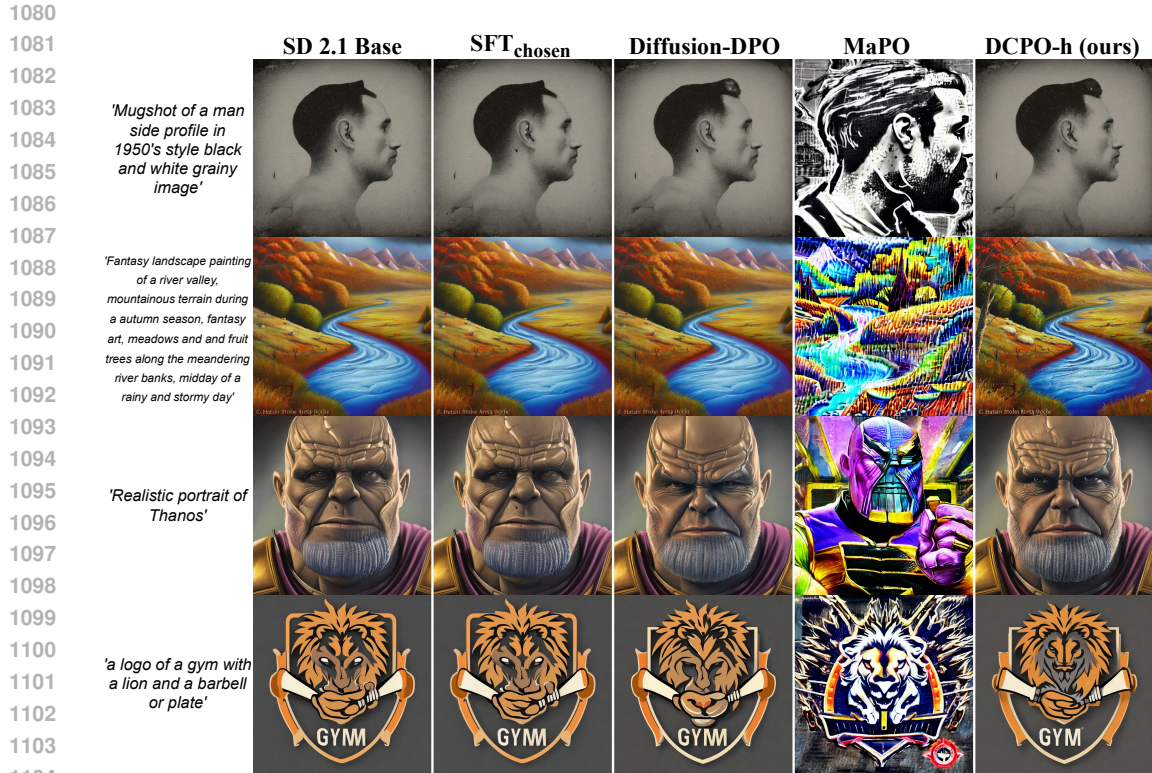 1080
1081
SD 2.1 Base SFT_chosen Diffusion-DPO MaPO DCPO-h (ours)
1082
1083
'Mugshot of a man
side profile in
1084
1950's style black
and white grainy
1085
image'
1086
1087
1088
'Fantasy landscape painting
of a river valley,
1089
mountainous terrain during
a autumn season, fantasy
1090
art, meadows and and fruit
1091
trees along the meandering
river banks, midday of a
1092
rainy and stormy day'
1093
1094
1095
'Realistic portrait of
Thanos'
1096
1097
1098
1099
1100
'a logo of a gym with
a lion and a barbell
1101
or plate'
1102
GYMM GYMM GYMM GYM
1103